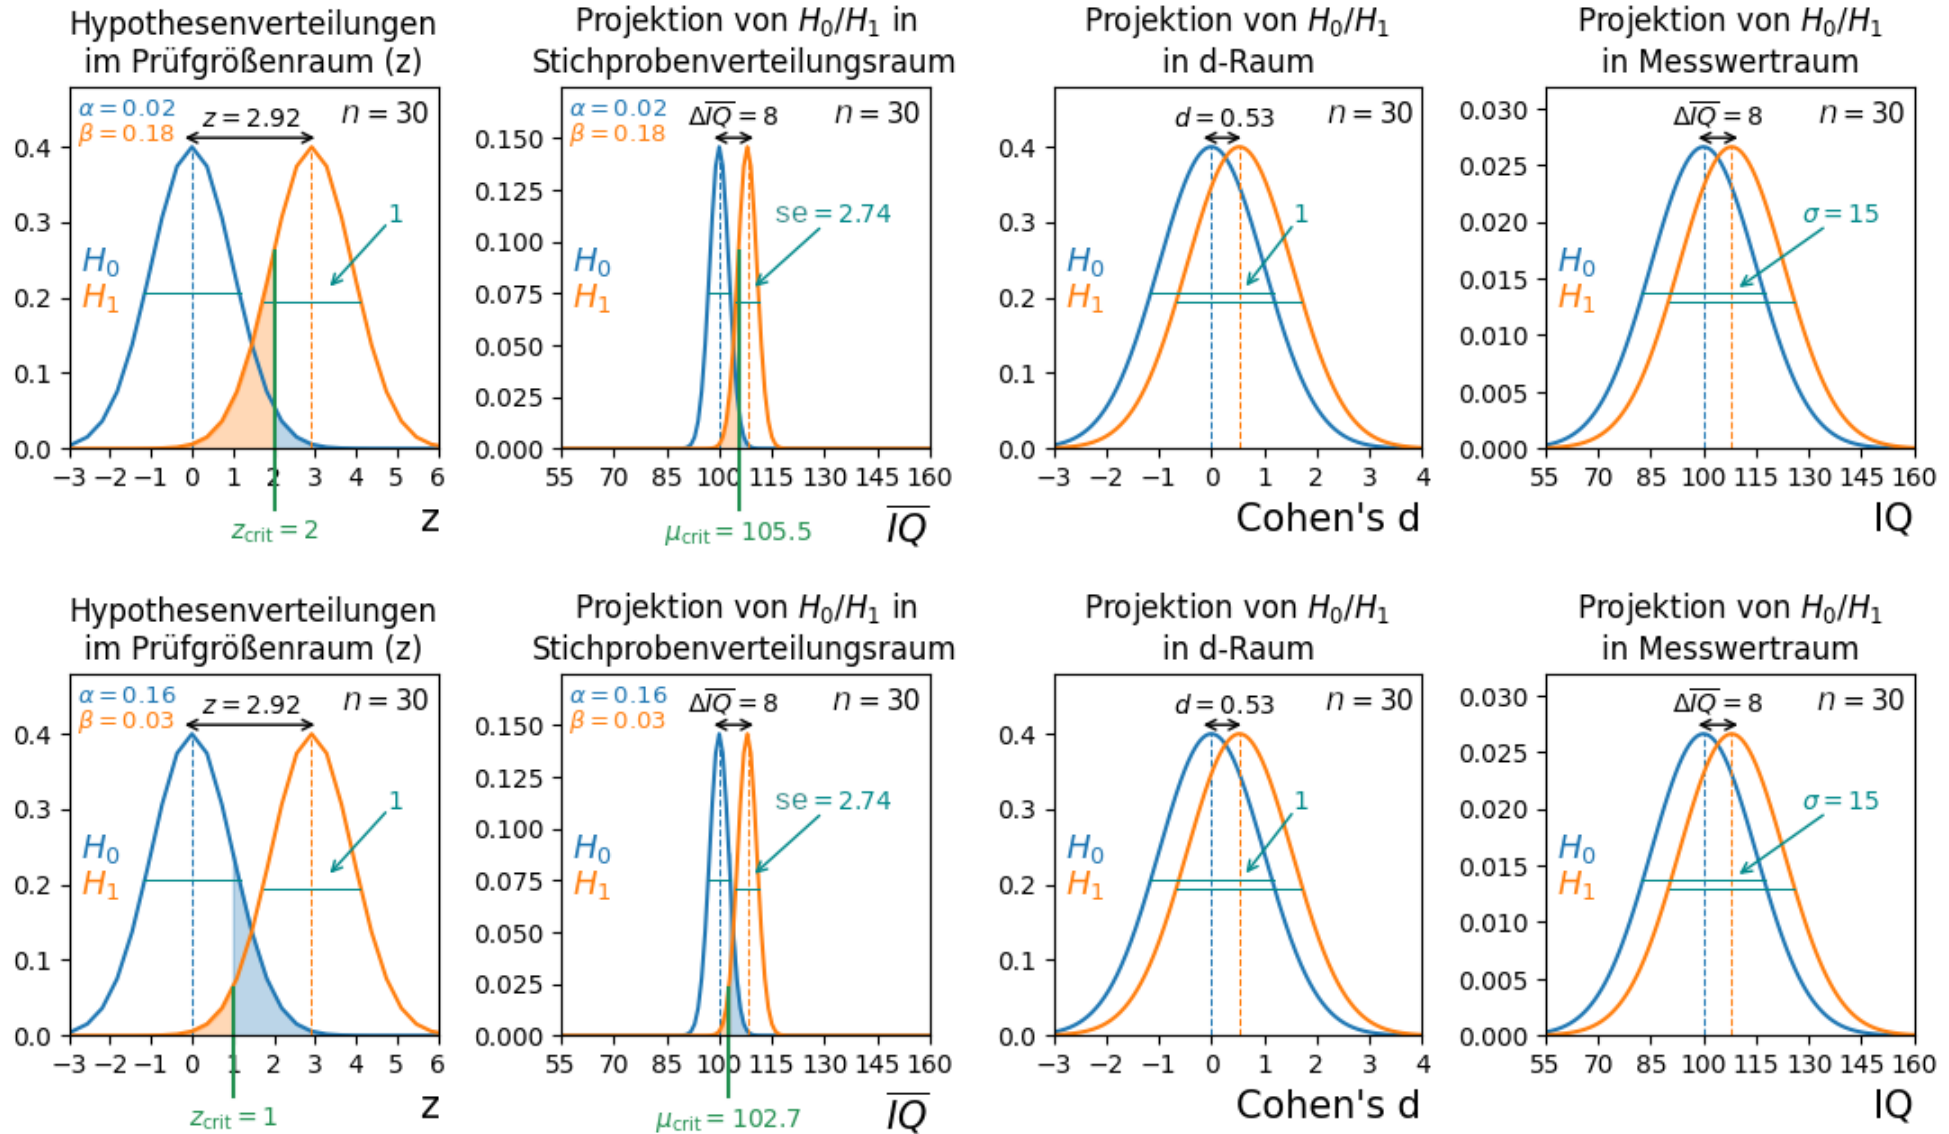 Hypothesenverteilungen
im Prüfgrößenraum (z)
α = 0.02
β = 0.18
z = 2.92
n = 30
0.4
0.3
0.2
0.1
0.0
H₀
H₁
1
−3 −2 −1 0 1 2 3 4 5 6
z_crit = 2
z
Projektion von H₀/H₁ in
Stichprobenverteilungsraum
α = 0.02
β = 0.18
ΔI̅Q̅ = 8
n = 30
0.150
0.125
0.100
0.075
0.050
0.025
0.000
se = 2.74
H₀
H₁
55 70 85 100 115 130 145 160
μ_crit = 105.5
I̅Q̅
Projektion von H₀/H₁
in d-Raum
d = 0.53
n = 30
0.4
0.3
0.2
0.1
0.0
1
H₀
H₁
−3 −2 −1 0 1 2 3 4
Cohen's d
Projektion von H₀/H₁
in Messwertraum
ΔI̅Q̅ = 8
n = 30
0.030
0.025
0.020
0.015
0.010
0.005
0.000
σ = 15
H₀
H₁
55 70 85 100 115 130 145 160
IQ
Hypothesenverteilungen
im Prüfgrößenraum (z)
α = 0.16
β = 0.03
z = 2.92
n = 30
0.4
0.3
0.2
0.1
0.0
1
H₀
H₁
−3 −2 −1 0 1 2 3 4 5 6
z_crit = 1
z
Projektion von H₀/H₁ in
Stichprobenverteilungsraum
α = 0.16
β = 0.03
ΔI̅Q̅ = 8
n = 30
0.150
0.125
0.100
0.075
0.050
0.025
0.000
se = 2.74
H₀
H₁
55 70 85 100 115 130 145 160
μ_crit = 102.7
I̅Q̅
Projektion von H₀/H₁
in d-Raum
d = 0.53
n = 30
0.4
0.3
0.2
0.1
0.0
1
H₀
H₁
−3 −2 −1 0 1 2 3 4
Cohen's d
Projektion von H₀/H₁
in Messwertraum
ΔI̅Q̅ = 8
n = 30
0.030
0.025
0.020
0.015
0.010
0.005
0.000
σ = 15
H₀
H₁
55 70 85 100 115 130 145 160
IQ